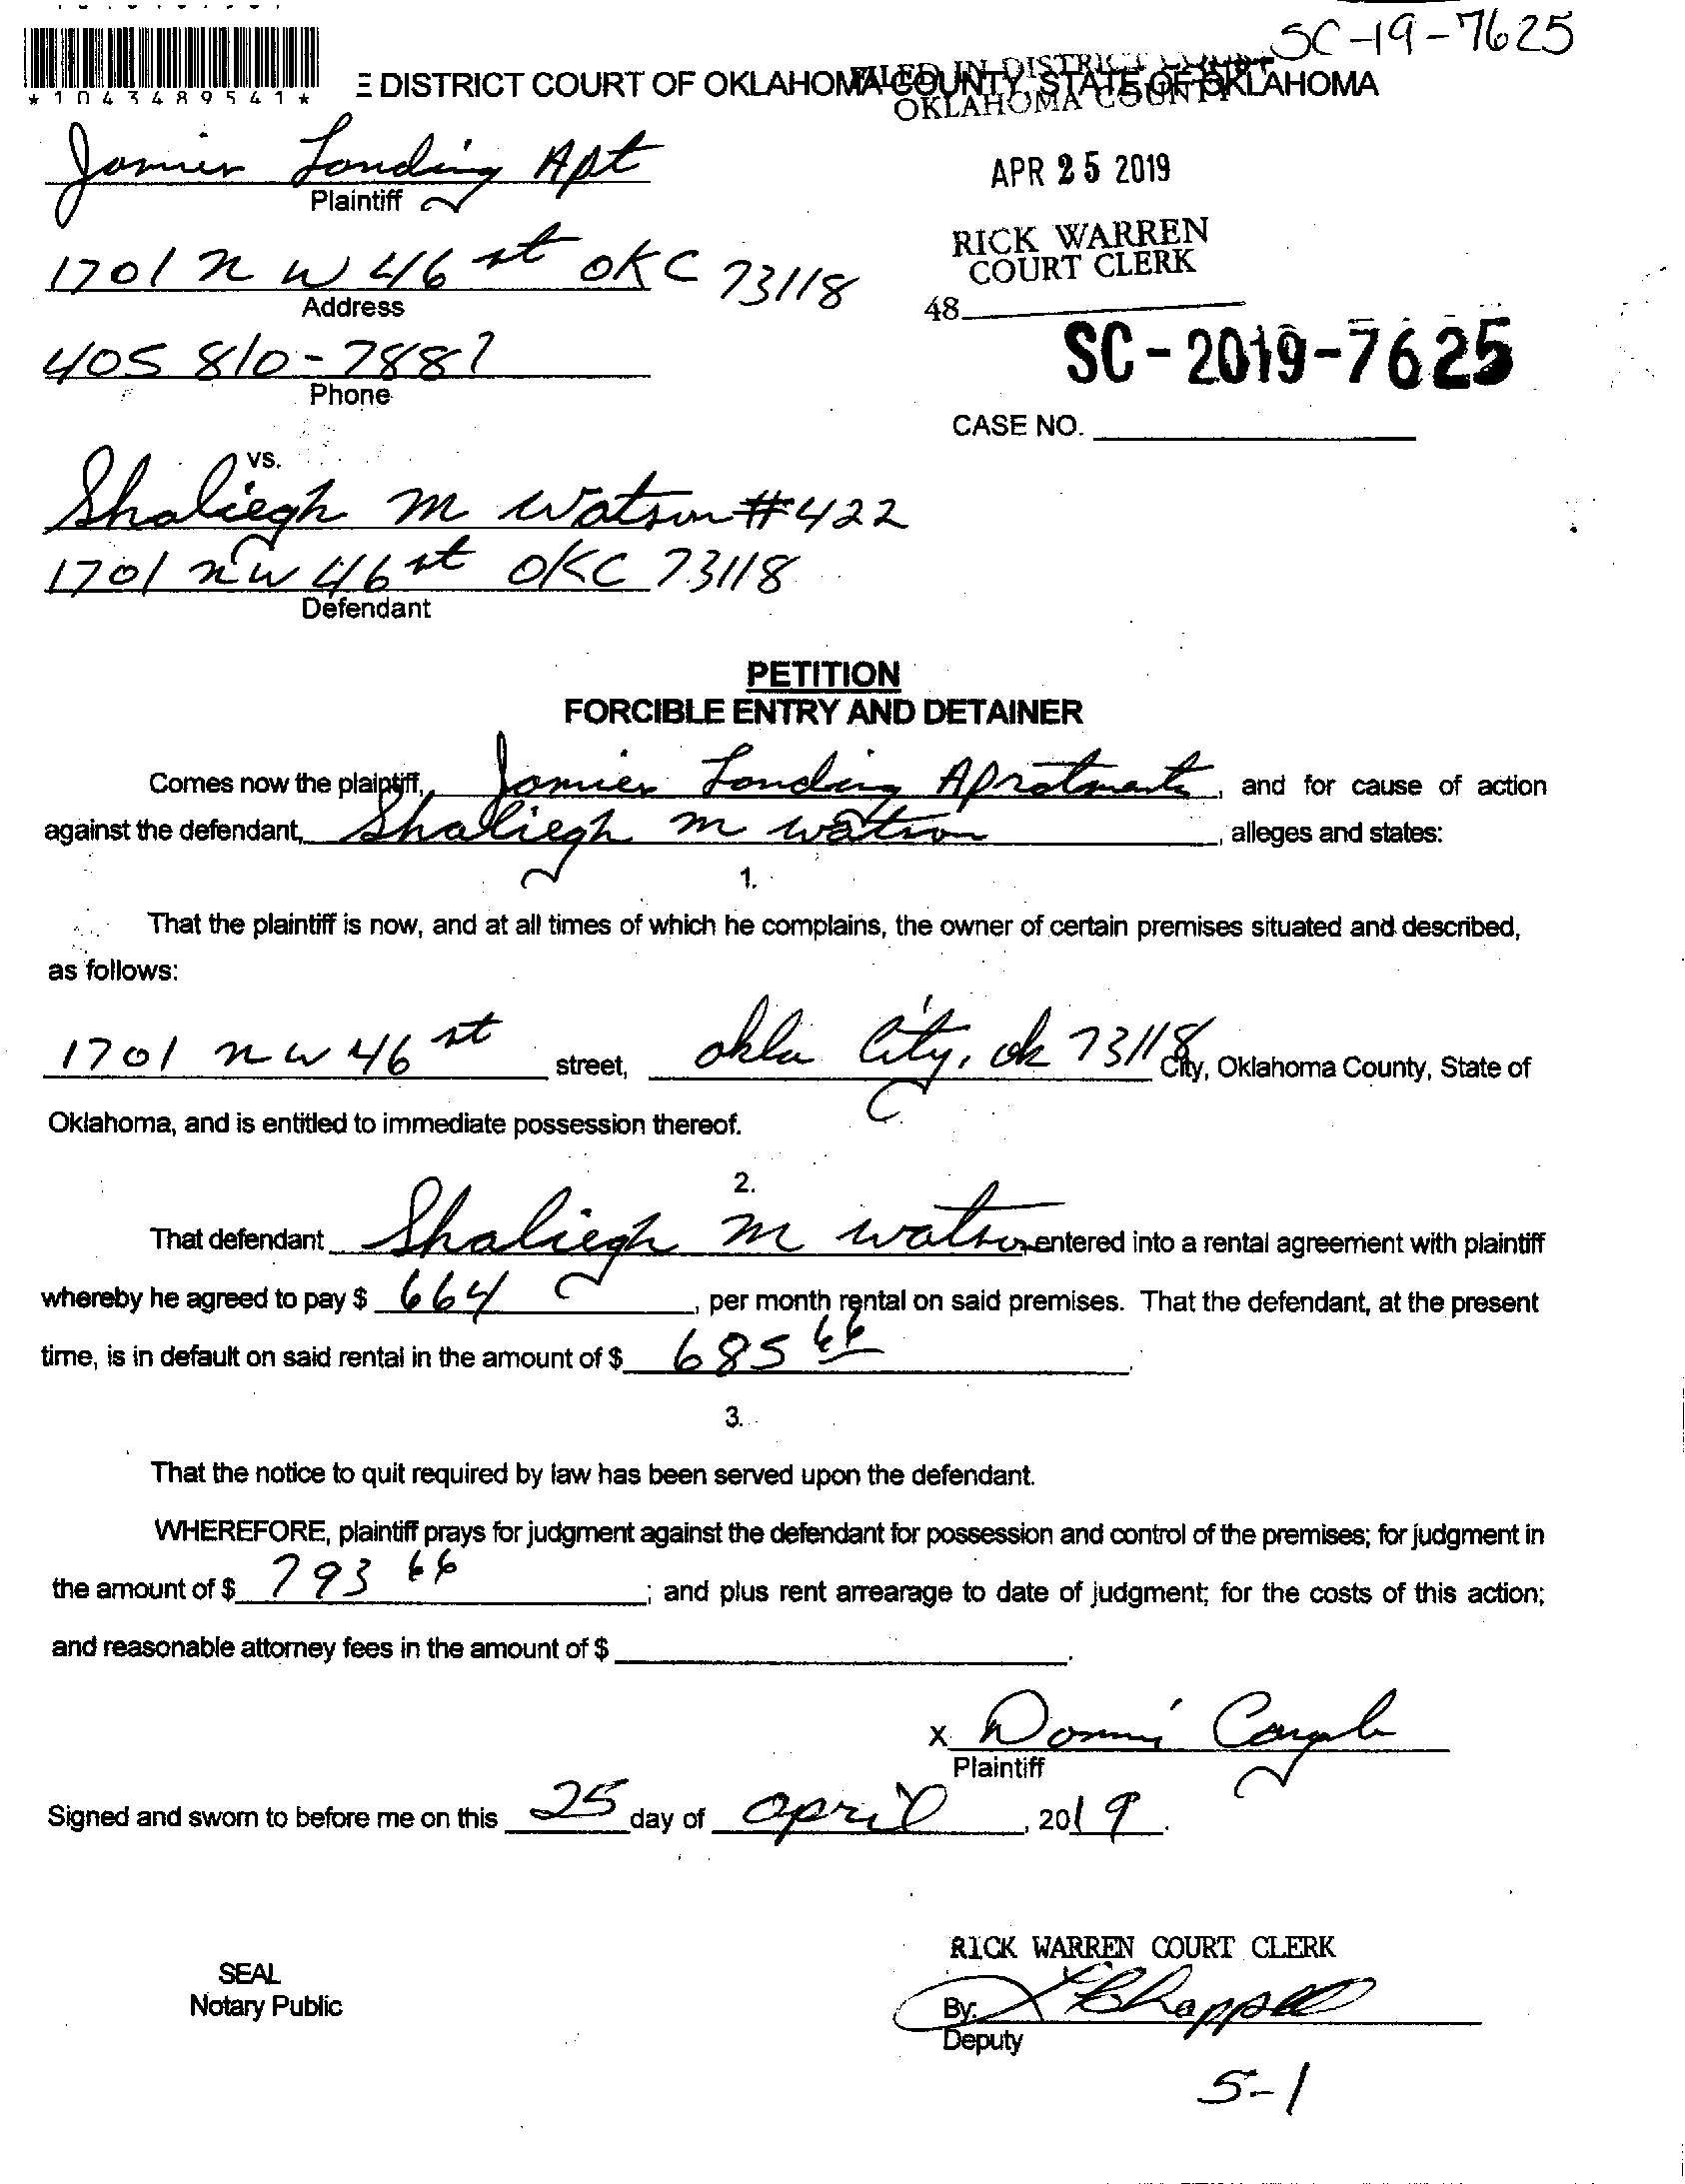 SC-19-7625
*1043489541*
E DISTRICT COURT OF OKLAHOMA COUNTY, STATE OF OKLAHOMA
FILED IN DISTRICT COURT
OKLAHOMA COUNTY
Jamier Landing Apt
Plaintiff
APR 25 2019
RICK WARREN
COURT CLERK
1701 n w 46 st OKC 73118
Address
48
405 810-7887
Phone
SC-2019-7625
CASE NO.
vs.
Shaliegh m watson #422
1701 nw 46 st OKC 73118
Defendant
PETITION
FORCIBLE ENTRY AND DETAINER
Comes now the plaintiff, Jamier Landing Apratments, and for cause of action
against the defendant, Shaliegh m watson, alleges and states:
1.
That the plaintiff is now, and at all times of which he complains, the owner of certain premises situated and described,
as follows:
1701 n w 46 st street, okla City, ok 73118 City, Oklahoma County, State of
Oklahoma, and is entitled to immediate possession thereof.
2.
That defendant Shaliegh m watson entered into a rental agreement with plaintiff
whereby he agreed to pay $ 664, per month rental on said premises. That the defendant, at the present
time, is in default on said rental in the amount of $ 685 66.
3.
That the notice to quit required by law has been served upon the defendant.
WHEREFORE, plaintiff prays for judgment against the defendant for possession and control of the premises; for judgment in
the amount of $ 793 66; and plus rent arrearage to date of judgment; for the costs of this action;
and reasonable attorney fees in the amount of $.
X
Plaintiff
Signed and sworn to before me on this 25 day of april, 2019.
RICK WARREN COURT CLERK
SEAL
Notary Public
By: Chappell
Deputy
5-1